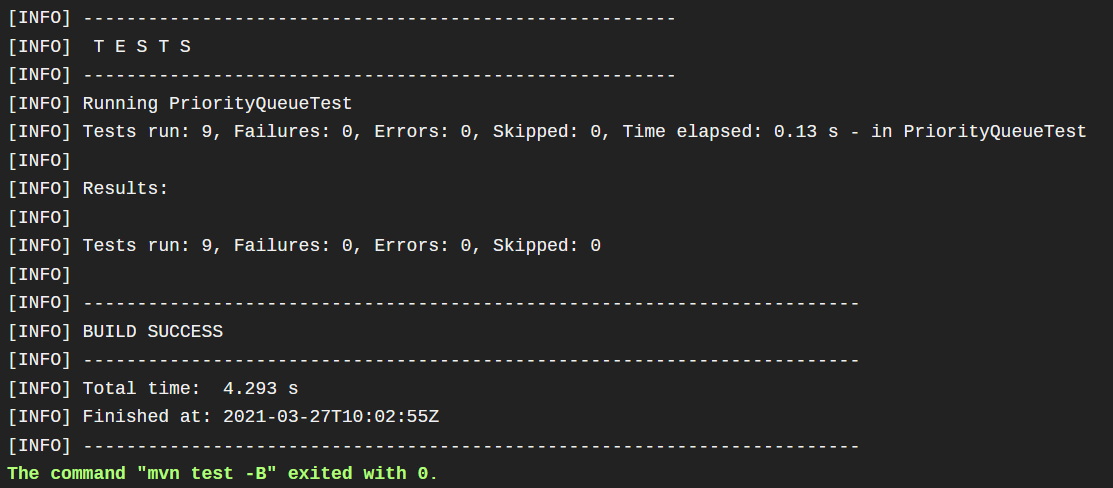 [INFO] -------------------------------------------------------
[INFO]  T E S T S
[INFO] -------------------------------------------------------
[INFO] Running PriorityQueueTest
[INFO] Tests run: 9, Failures: 0, Errors: 0, Skipped: 0, Time elapsed: 0.13 s - in PriorityQueueTest
[INFO]
[INFO] Results:
[INFO]
[INFO] Tests run: 9, Failures: 0, Errors: 0, Skipped: 0
[INFO]
[INFO] ------------------------------------------------------------------------
[INFO] BUILD SUCCESS
[INFO] ------------------------------------------------------------------------
[INFO] Total time:  4.293 s
[INFO] Finished at: 2021-03-27T10:02:55Z
[INFO] ------------------------------------------------------------------------
The command "mvn test -B" exited with 0.